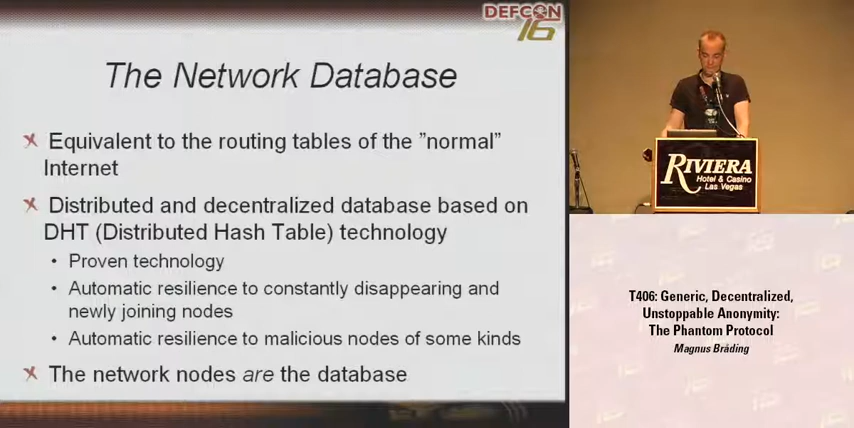 DEFCON
16
The Network Database
Equivalent to the routing tables of the ”normal”
Internet
Distributed and decentralized database based on
DHT (Distributed Hash Table) technology
• Proven technology
• Automatic resilience to constantly disappearing and
newly joining nodes
• Automatic resilience to malicious nodes of some kinds
The network nodes are the database
RIVIERA
Hotel & Casino
Las Vegas
T406: Generic, Decentralized,
Unstoppable Anonymity:
The Phantom Protocol
Magnus Bråding